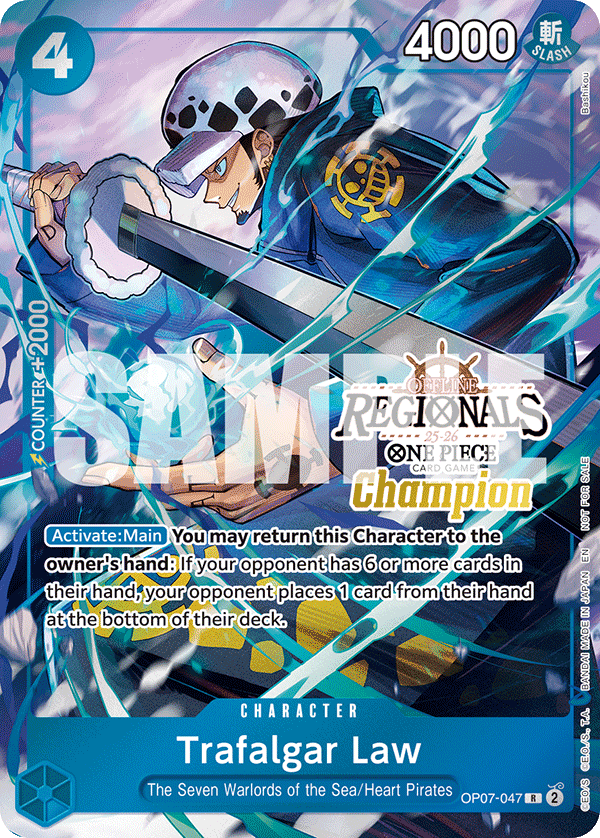 4
4000
斬
SLASH
Bashikou
COUNTER +2000
SAMPLE
OFFLINE
REGIONALS
25-26
ONE PIECE
CARD GAME
Champion
Activate:Main You may return this Character to the
owner's hand: If your opponent has 6 or more cards in
their hand, your opponent places 1 card from their hand
at the bottom of their deck.
CHARACTER
Trafalgar Law
The Seven Warlords of the Sea/Heart Pirates
OP07-047 R 2
©E.O/S ©E.O./S., T.A. BANDAI MADE IN JAPAN EN NOT FOR SALE